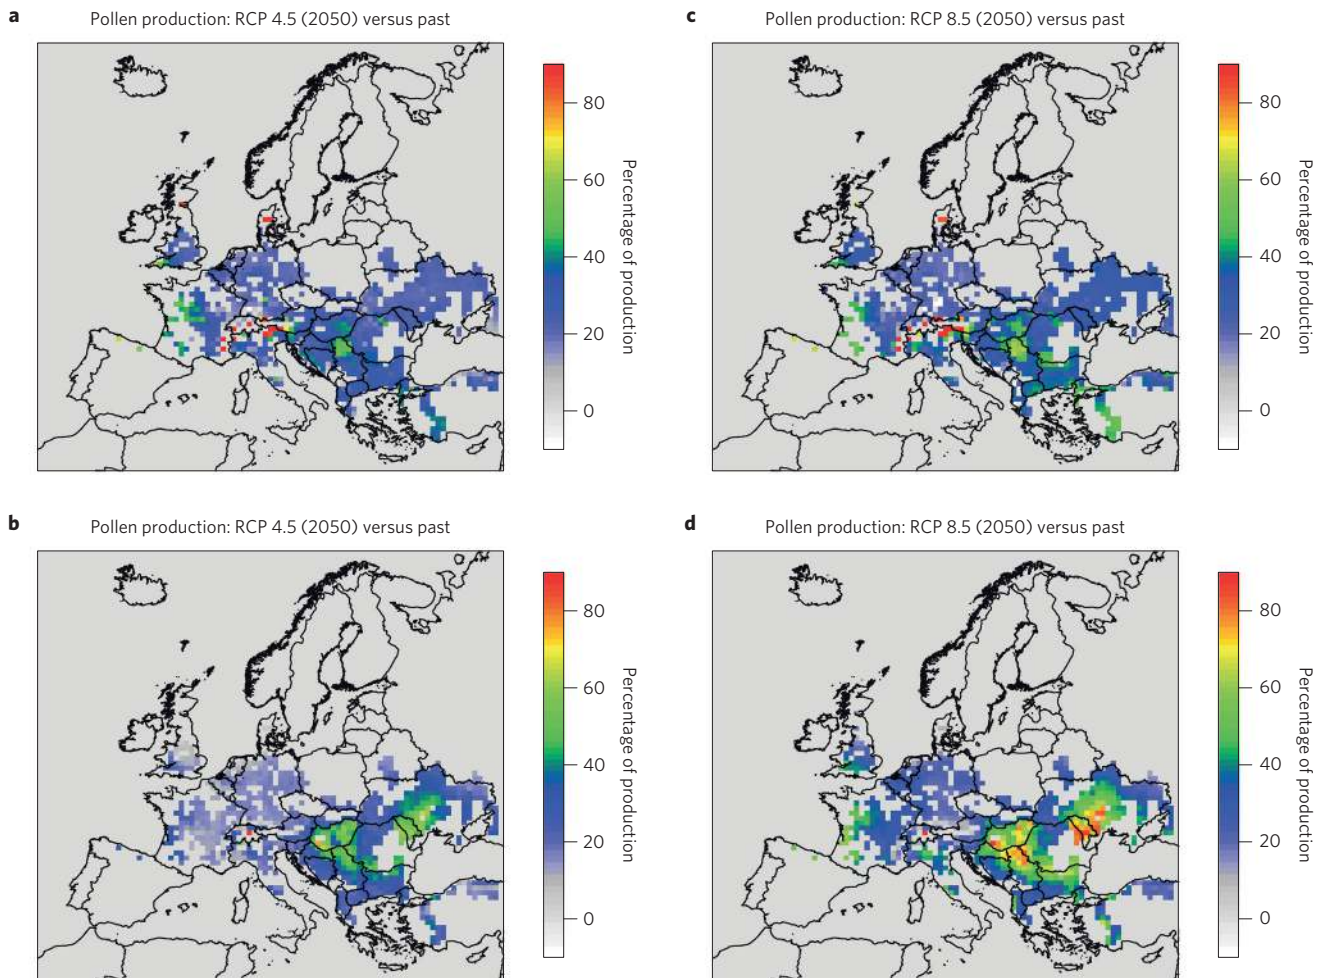 a
Pollen production: RCP 4.5 (2050) versus past
80
60
40
20
0
Percentage of production
c
Pollen production: RCP 8.5 (2050) versus past
80
60
40
20
0
Percentage of production
b
Pollen production: RCP 4.5 (2050) versus past
80
60
40
20
0
Percentage of production
d
Pollen production: RCP 8.5 (2050) versus past
80
60
40
20
0
Percentage of production